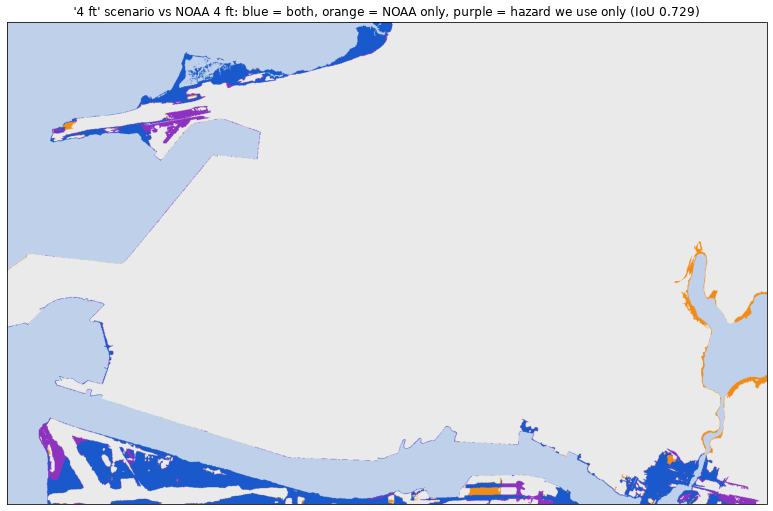 '4 ft' scenario vs NOAA 4 ft: blue = both, orange = NOAA only, purple = hazard we use only (IoU 0.729)